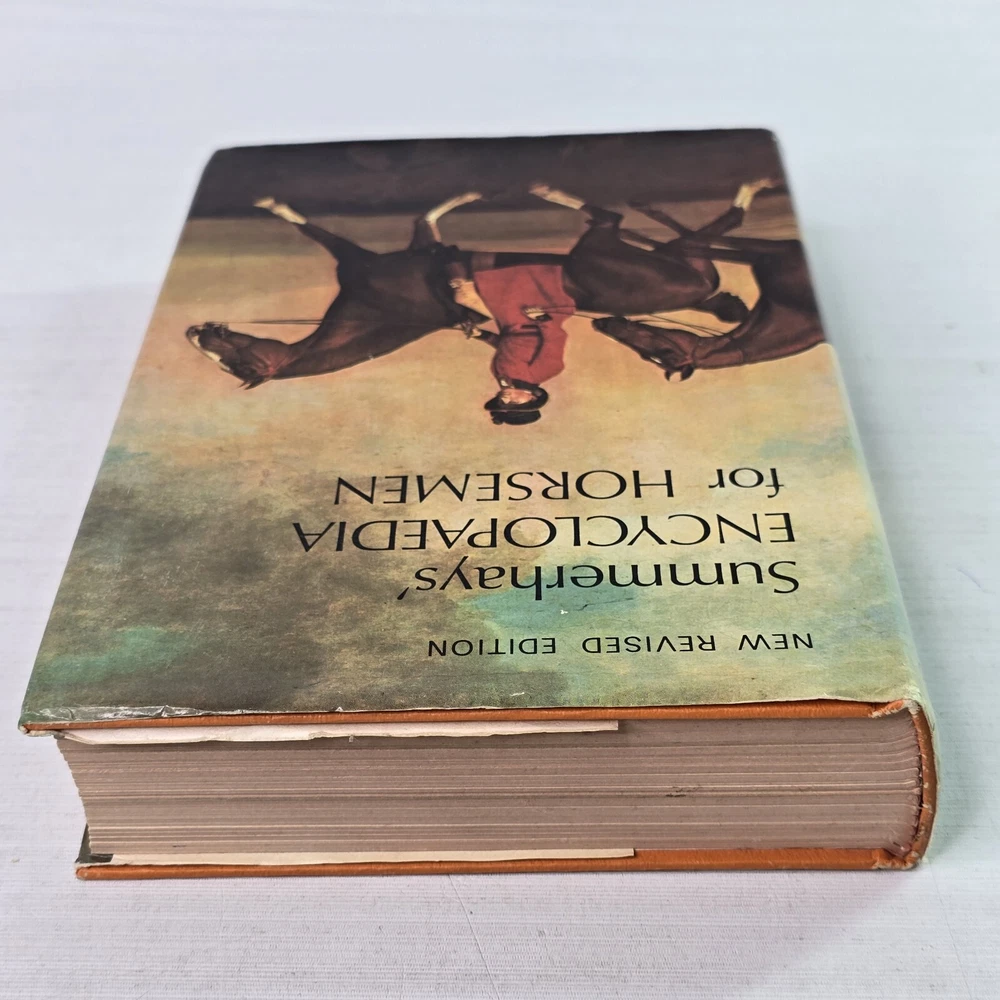 NEW REVISED EDITION
Summerhays'
ENCYCLOPAEDIA
for HORSEMEN